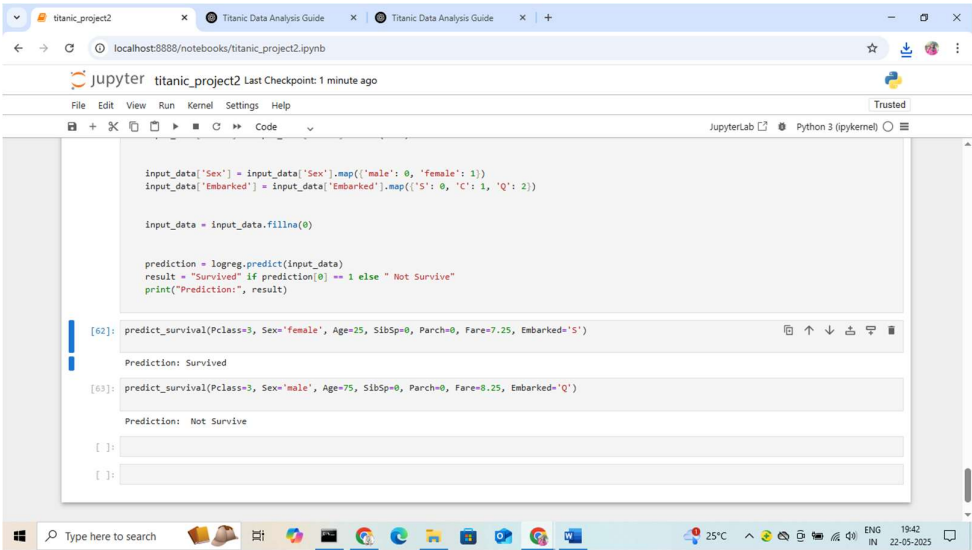 titanic_project2
Titanic Data Analysis Guide
Titanic Data Analysis Guide
localhost:8888/notebooks/titanic_project2.ipynb
jupyter titanic_project2 Last Checkpoint: 1 minute ago
File Edit View Run Kernel Settings Help
Trusted
Code
JupyterLab
Python 3 (ipykernel)
input_data['Sex'] = input_data['Sex'].map({'male': 0, 'female': 1})
input_data['Embarked'] = input_data['Embarked'].map({'S': 0, 'C': 1, 'Q': 2})
input_data = input_data.fillna(0)
prediction = logreg.predict(input_data)
result = "Survived" if prediction[0] == 1 else " Not Survive"
print("Prediction:", result)
[62]: predict_survival(Pclass=3, Sex='female', Age=25, SibSp=0, Parch=0, Fare=7.25, Embarked='S')
Prediction: Survived
[63]: predict_survival(Pclass=3, Sex='male', Age=75, SibSp=0, Parch=0, Fare=8.25, Embarked='Q')
Prediction:  Not Survive
[ ]:
[ ]:
Type here to search
25°C
ENG
IN
19:42
22-05-2025